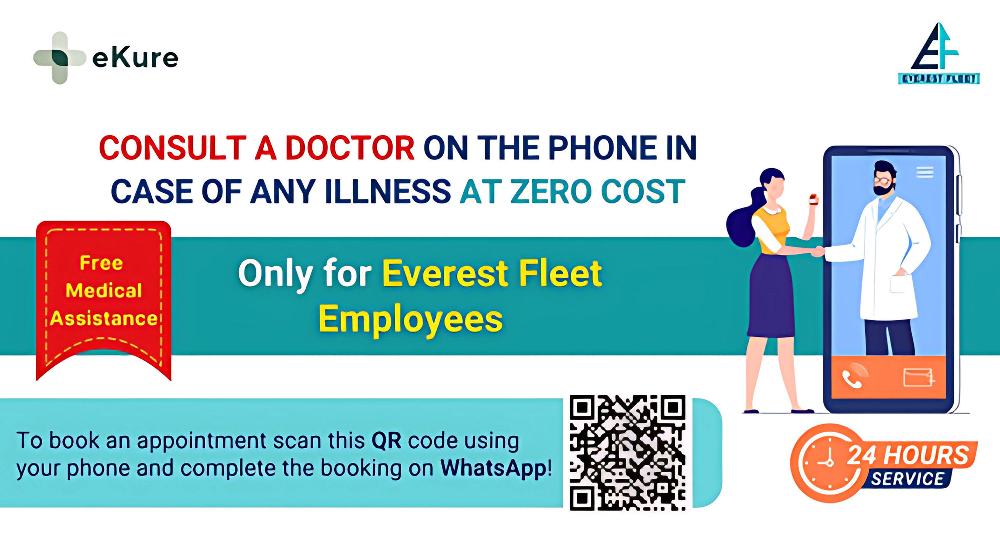 eKure
EF
CONSULT A DOCTOR ON THE PHONE IN
CASE OF ANY ILLNESS AT ZERO COST
Free
Medical
Assistance
Only for Everest Fleet
Employees
To book an appointment scan this QR code using
your phone and complete the booking on WhatsApp!
24 HOURS
SERVICE